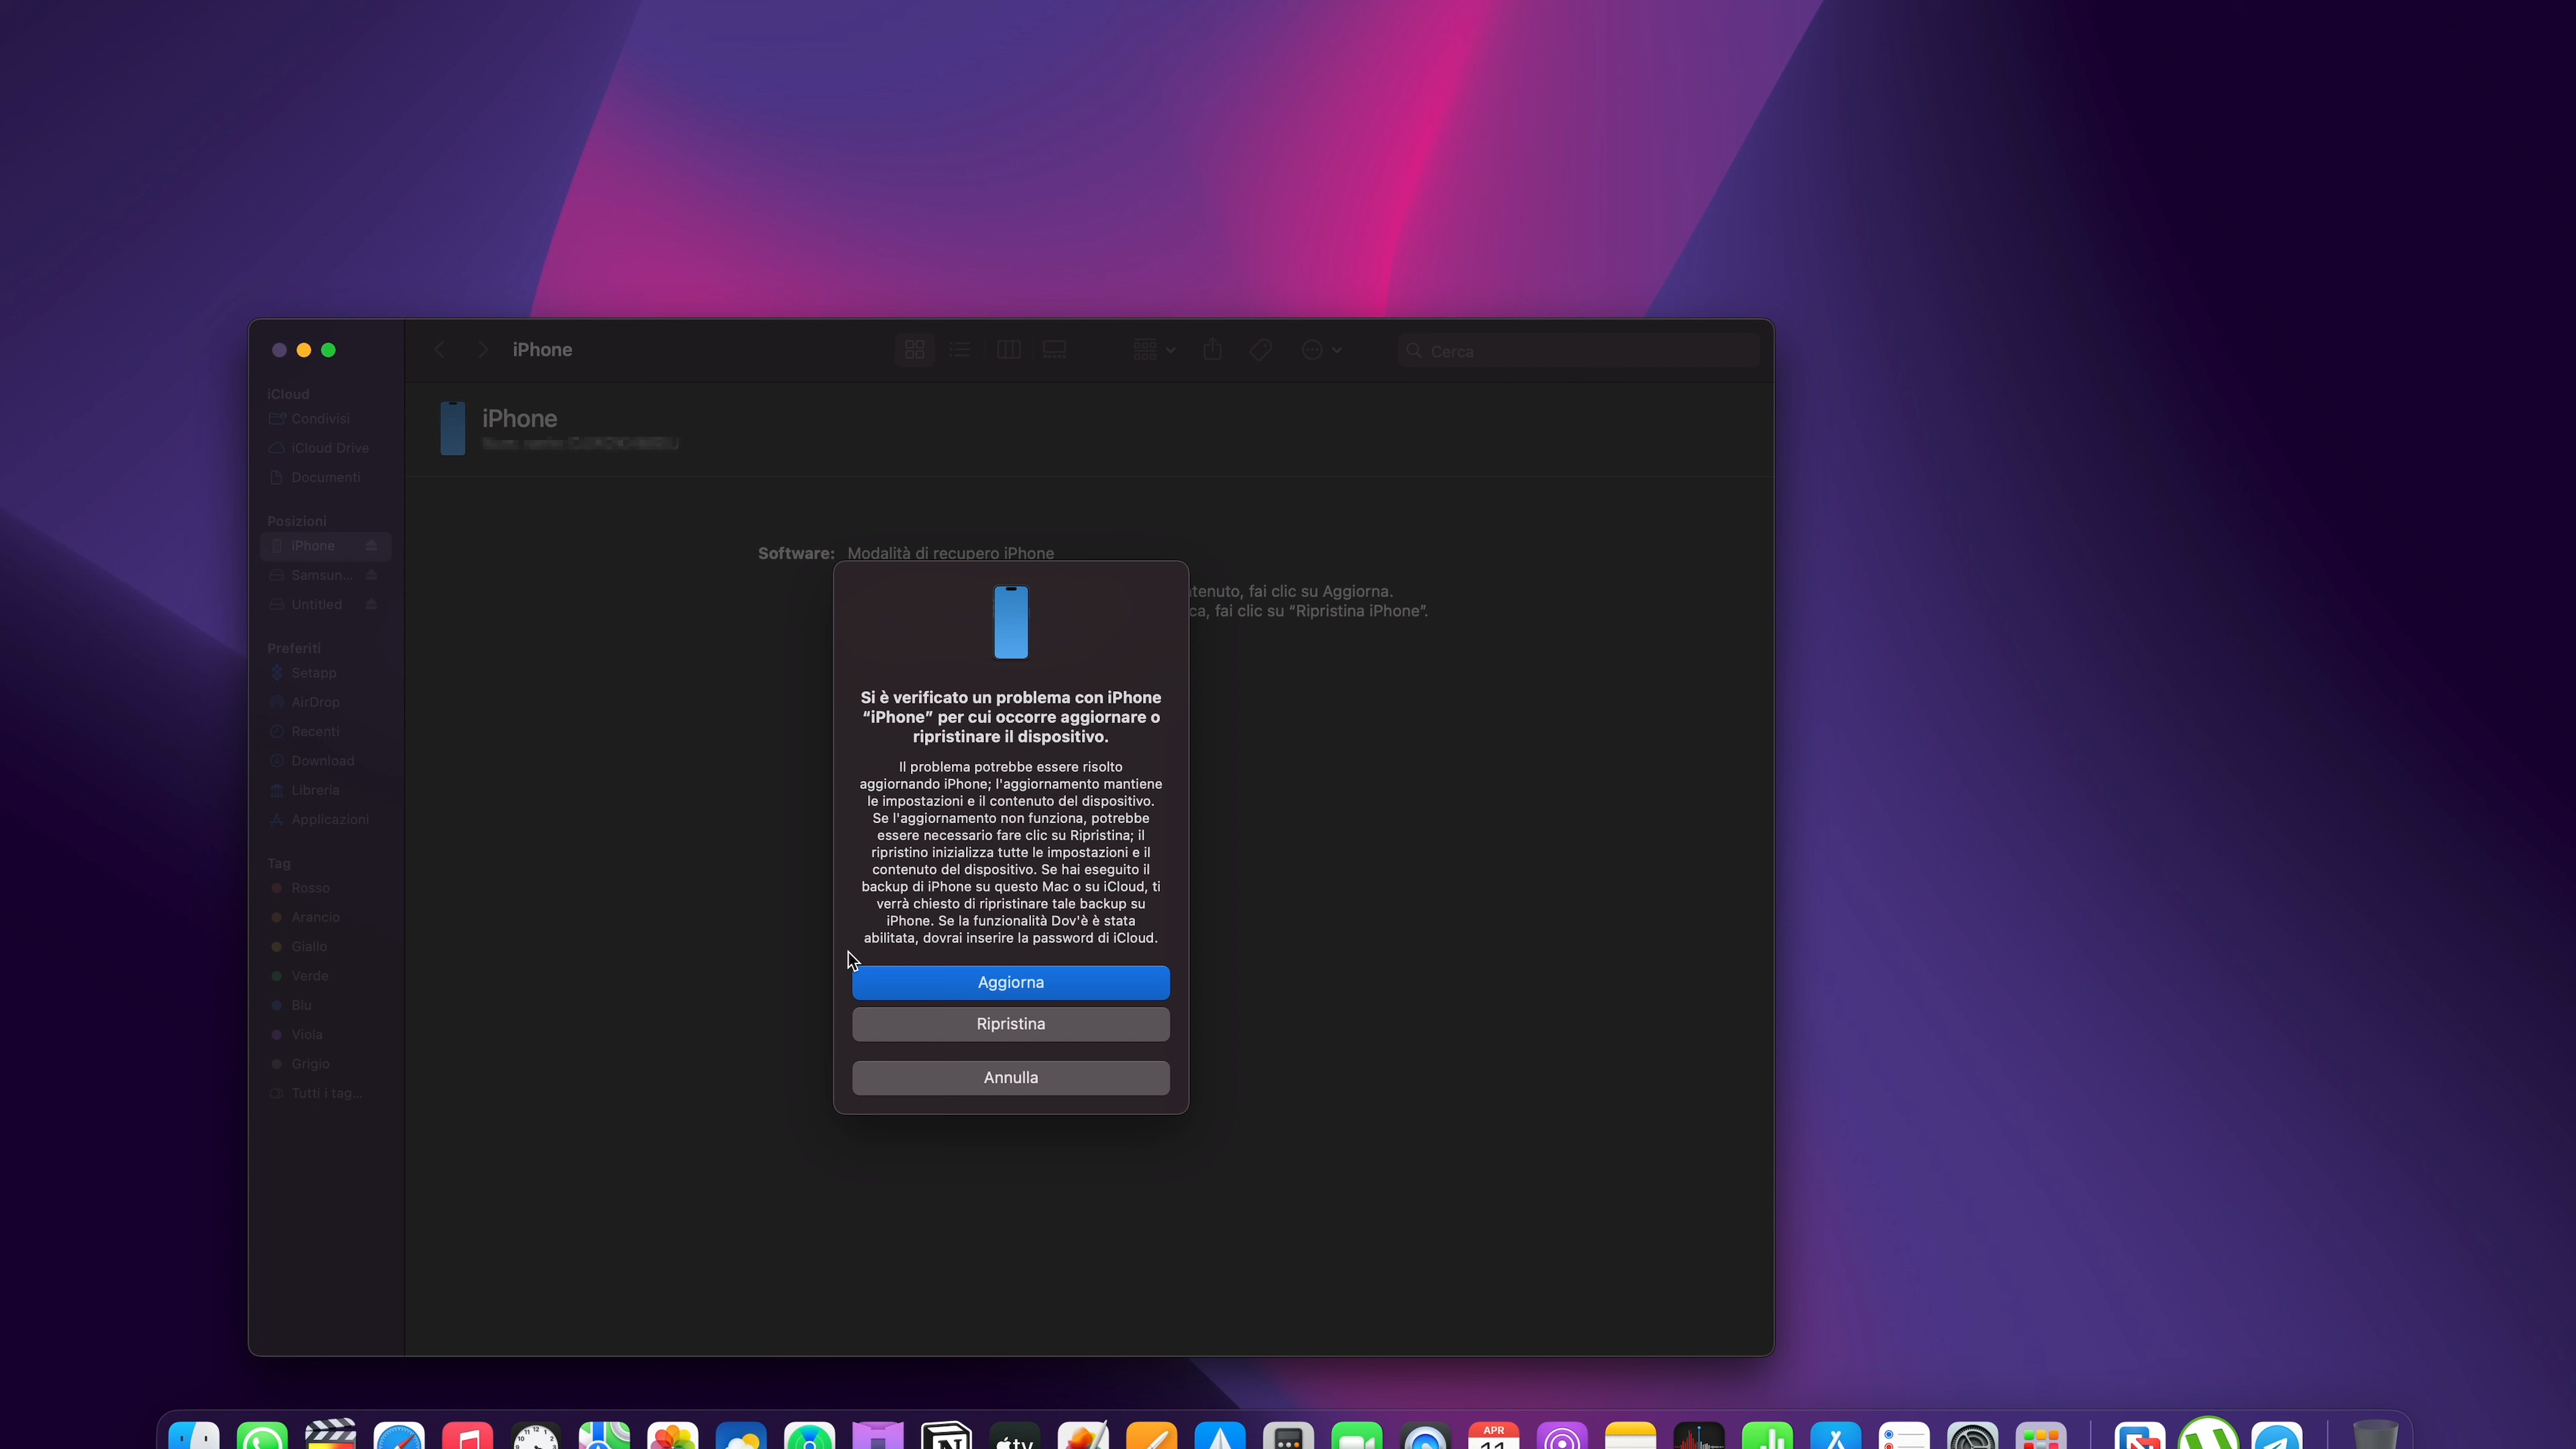 iPhone
Cerca
iCloud
Condivisi
iCloud Drive
Documenti
Posizioni
iPhone
Samsun...
Untitled
Preferiti
Setapp
AirDrop
Recenti
Download
Libreria
Applicazioni
Tag
Rosso
Arancio
Giallo
Verde
Blu
Viola
Grigio
Tutti i tag...
iPhone
Software: Modalità di recupero iPhone
tenuto, fai clic su Aggiorna.
ca, fai clic su “Ripristina iPhone”.
Si è verificato un problema con iPhone
“iPhone” per cui occorre aggiornare o
ripristinare il dispositivo.
Il problema potrebbe essere risolto
aggiornando iPhone; l'aggiornamento mantiene
le impostazioni e il contenuto del dispositivo.
Se l'aggiornamento non funziona, potrebbe
essere necessario fare clic su Ripristina; il
ripristino inizializza tutte le impostazioni e il
contenuto del dispositivo. Se hai eseguito il
backup di iPhone su questo Mac o su iCloud, ti
verrà chiesto di ripristinare tale backup su
iPhone. Se la funzionalità Dov'è è stata
abilitata, dovrai inserire la password di iCloud.
Aggiorna
Ripristina
Annulla
tv
APR
11